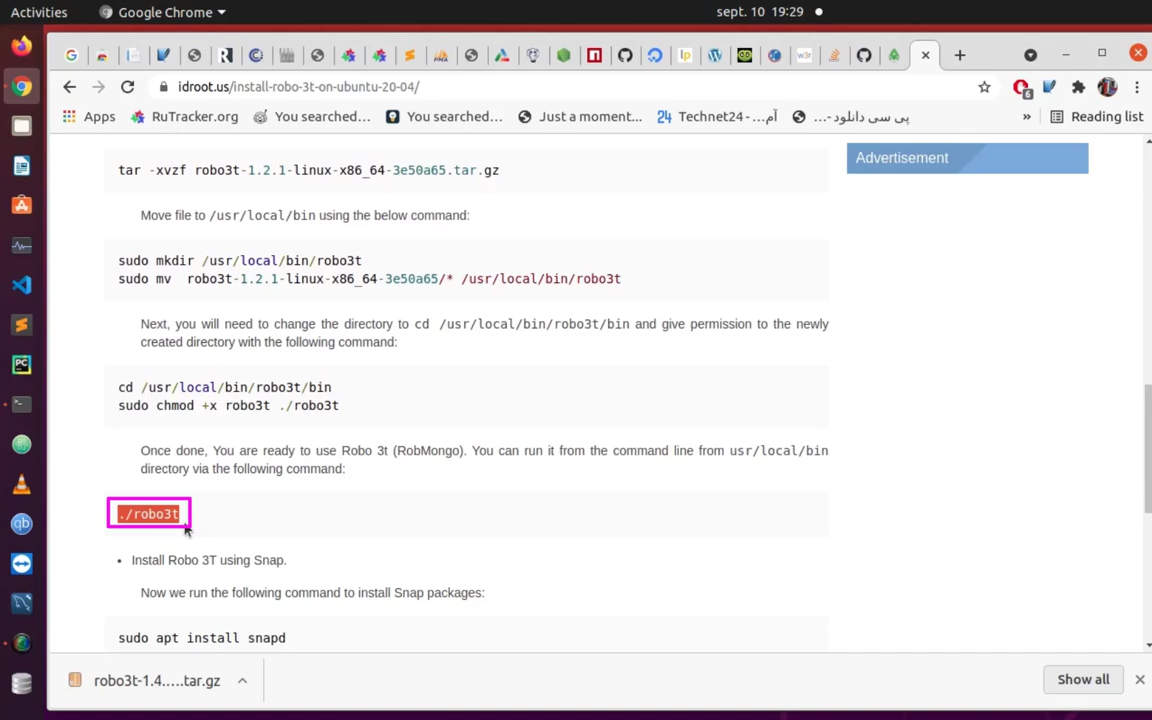 Activities
Google Chrome
sept. 10 19:29
idroot.us/install-robo-3t-on-ubuntu-20-04/
6
Apps
RuTracker.org
You searched...
You searched...
Just a moment...
Technet24 - آم...
پی سی دانلود -...
»
Reading list
tar -xvzf robo3t-1.2.1-linux-x86_64-3e50a65.tar.gz
Advertisement
Move file to /usr/local/bin using the below command:
sudo mkdir /usr/local/bin/robo3t
sudo mv  robo3t-1.2.1-linux-x86_64-3e50a65/* /usr/local/bin/robo3t
Next, you will need to change the directory to cd /usr/local/bin/robo3t/bin and give permission to the newly
created directory with the following command:
cd /usr/local/bin/robo3t/bin
sudo chmod +x robo3t ./robo3t
Once done, You are ready to use Robo 3t (RobMongo). You can run it from the command line from usr/local/bin
directory via the following command:
./robo3t
• Install Robo 3T using Snap.
Now we run the following command to install Snap packages:
sudo apt install snapd
robo3t-1.4.....tar.gz
Show all